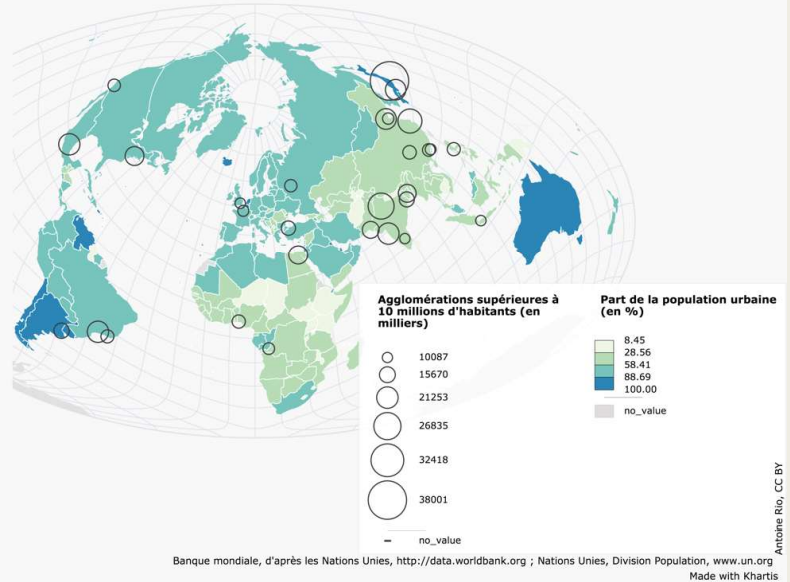 Agglomérations supérieures à
10 millions d'habitants (en
milliers)
10087
15670
21253
26835
32418
38001
no_value
Part de la population urbaine
(en %)
8.45
28.56
58.41
88.69
100.00
no_value
Antoine Rio, CC BY
Banque mondiale, d'après les Nations Unies, http://data.worldbank.org ; Nations Unies, Division Population, www.un.org
Made with Khartis